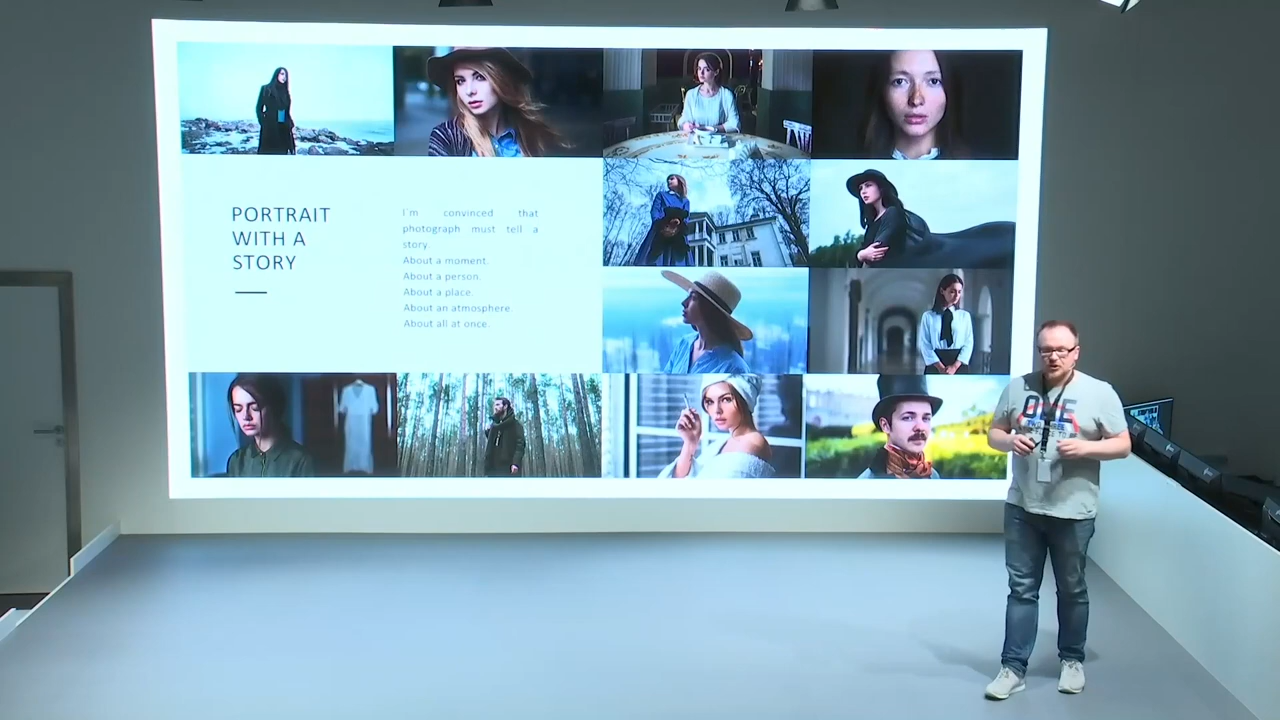 PORTRAIT
WITH A
STORY
I'm convinced that
photograph must tell a
story.
About a moment.
About a person.
About a place.
About an atmosphere.
About all at once.